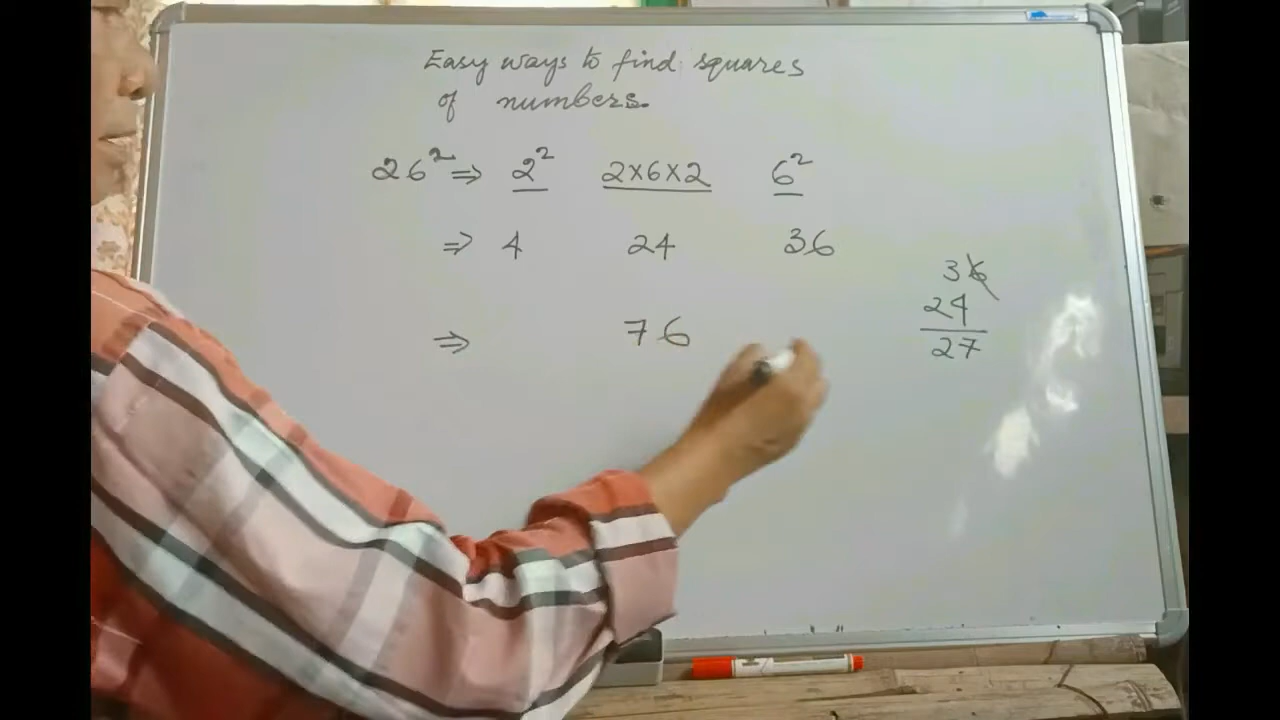 Easy ways to find squares
of numbers.
26² ⇒ 2² 2×6×2 6²
⇒ 4 24 36
⇒ 76
36
24
27